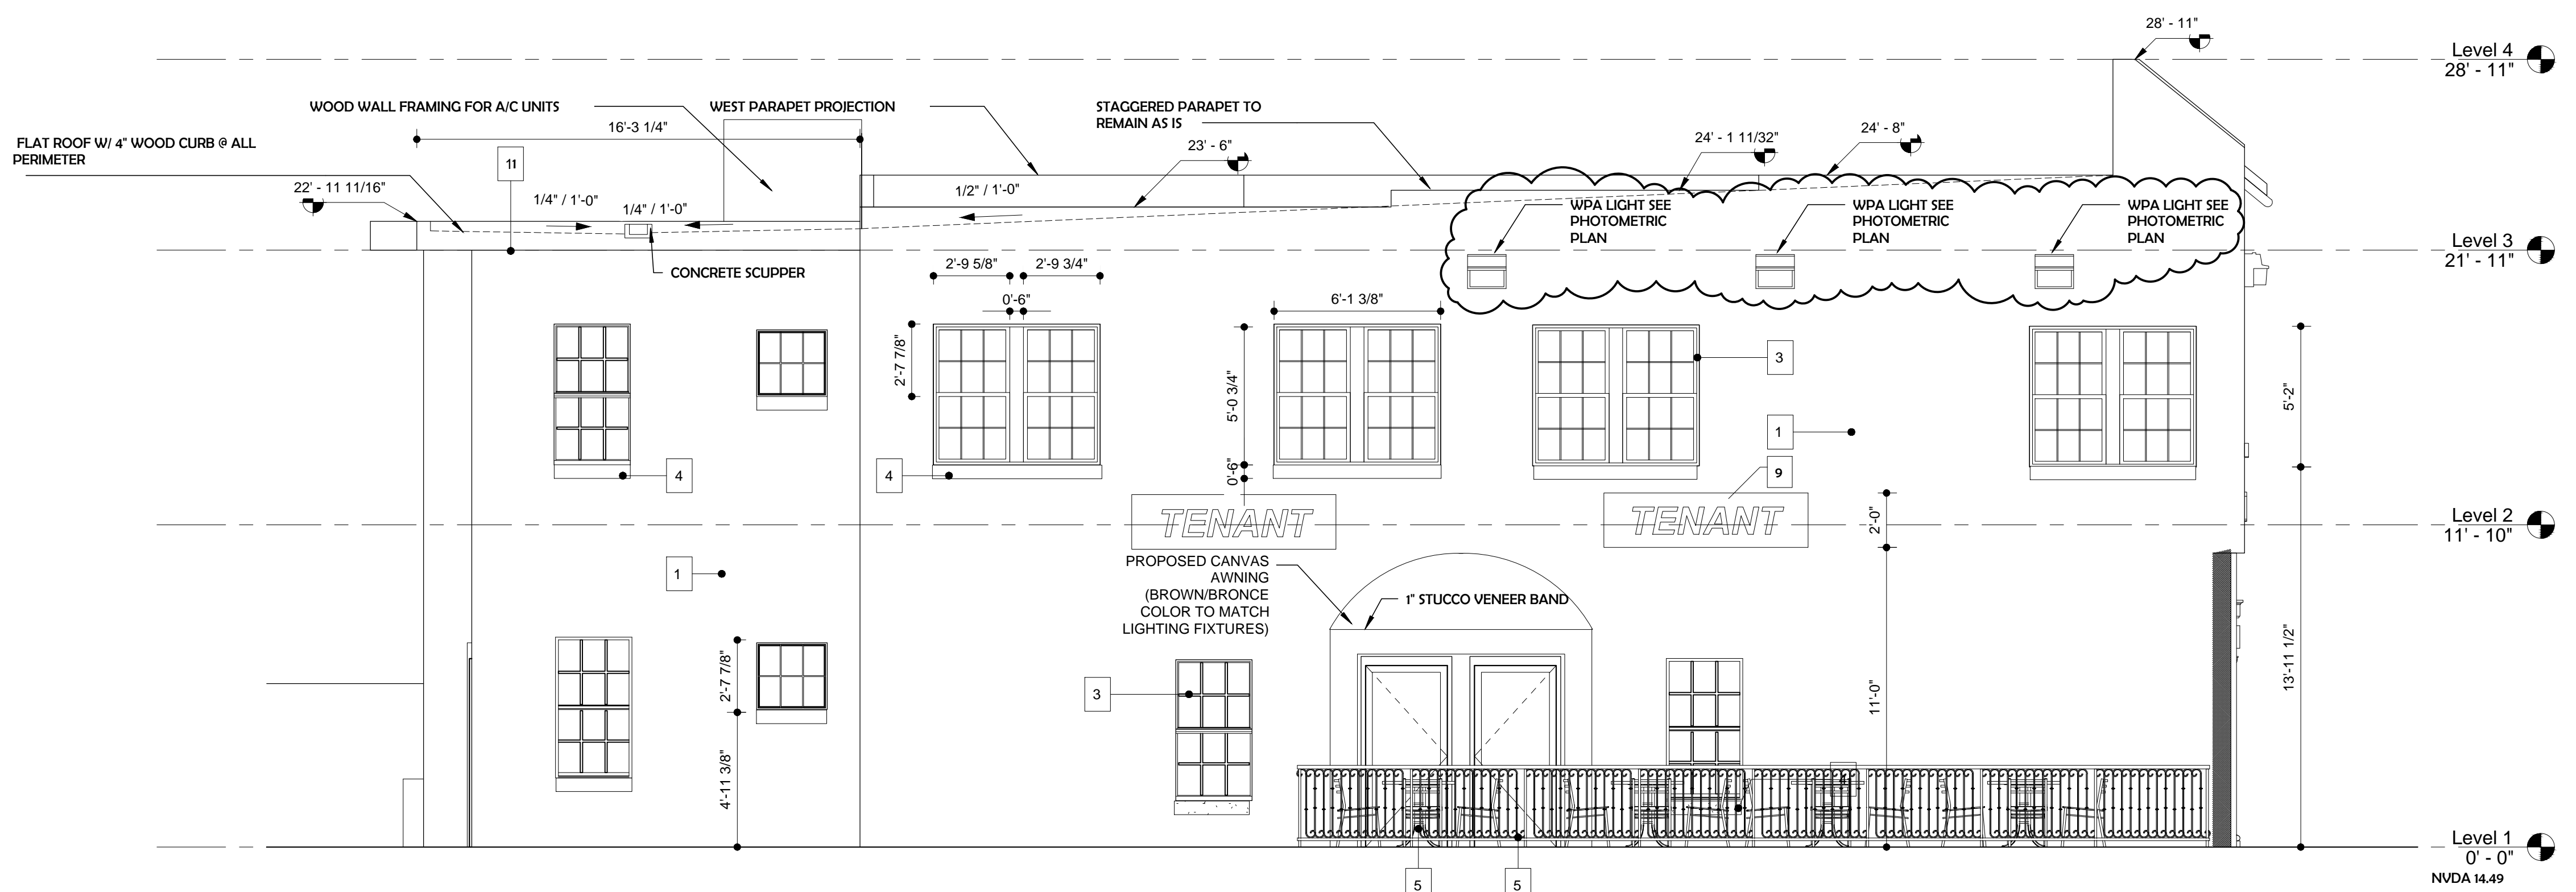 28' - 11"
Level 4
28' - 11"
WOOD WALL FRAMING FOR A/C UNITS
WEST PARAPET PROJECTION
STAGGERED PARAPET TO
REMAIN AS IS
16'-3 1/4"
FLAT ROOF W/ 4" WOOD CURB @ ALL
PERIMETER
11
23' - 6"
24' - 1 11/32"
24' - 8"
22' - 11 11/16"
1/4" / 1'-0"
1/4" / 1'-0"
1/2" / 1'-0"
WPA LIGHT SEE
PHOTOMETRIC
PLAN
WPA LIGHT SEE
PHOTOMETRIC
PLAN
WPA LIGHT SEE
PHOTOMETRIC
PLAN
Level 3
21' - 11"
CONCRETE SCUPPER
2'-9 5/8"
2'-9 3/4"
0'-6"
6'-1 3/8"
2'-7 7/8"
5'-0 3/4"
0'-6"
3
5'-2"
1
4
4
9
TENANT
TENANT
2'-0"
Level 2
11' - 10"
1
PROPOSED CANVAS
AWNING
(BROWN/BRONCE
COLOR TO MATCH
LIGHTING FIXTURES)
1" STUCCO VENEER BAND
2'-7 7/8"
4'-11 3/8"
3
11'-0"
13'-11 1/2"
4
5
5
Level 1
0' - 0"
NVDA 14.49